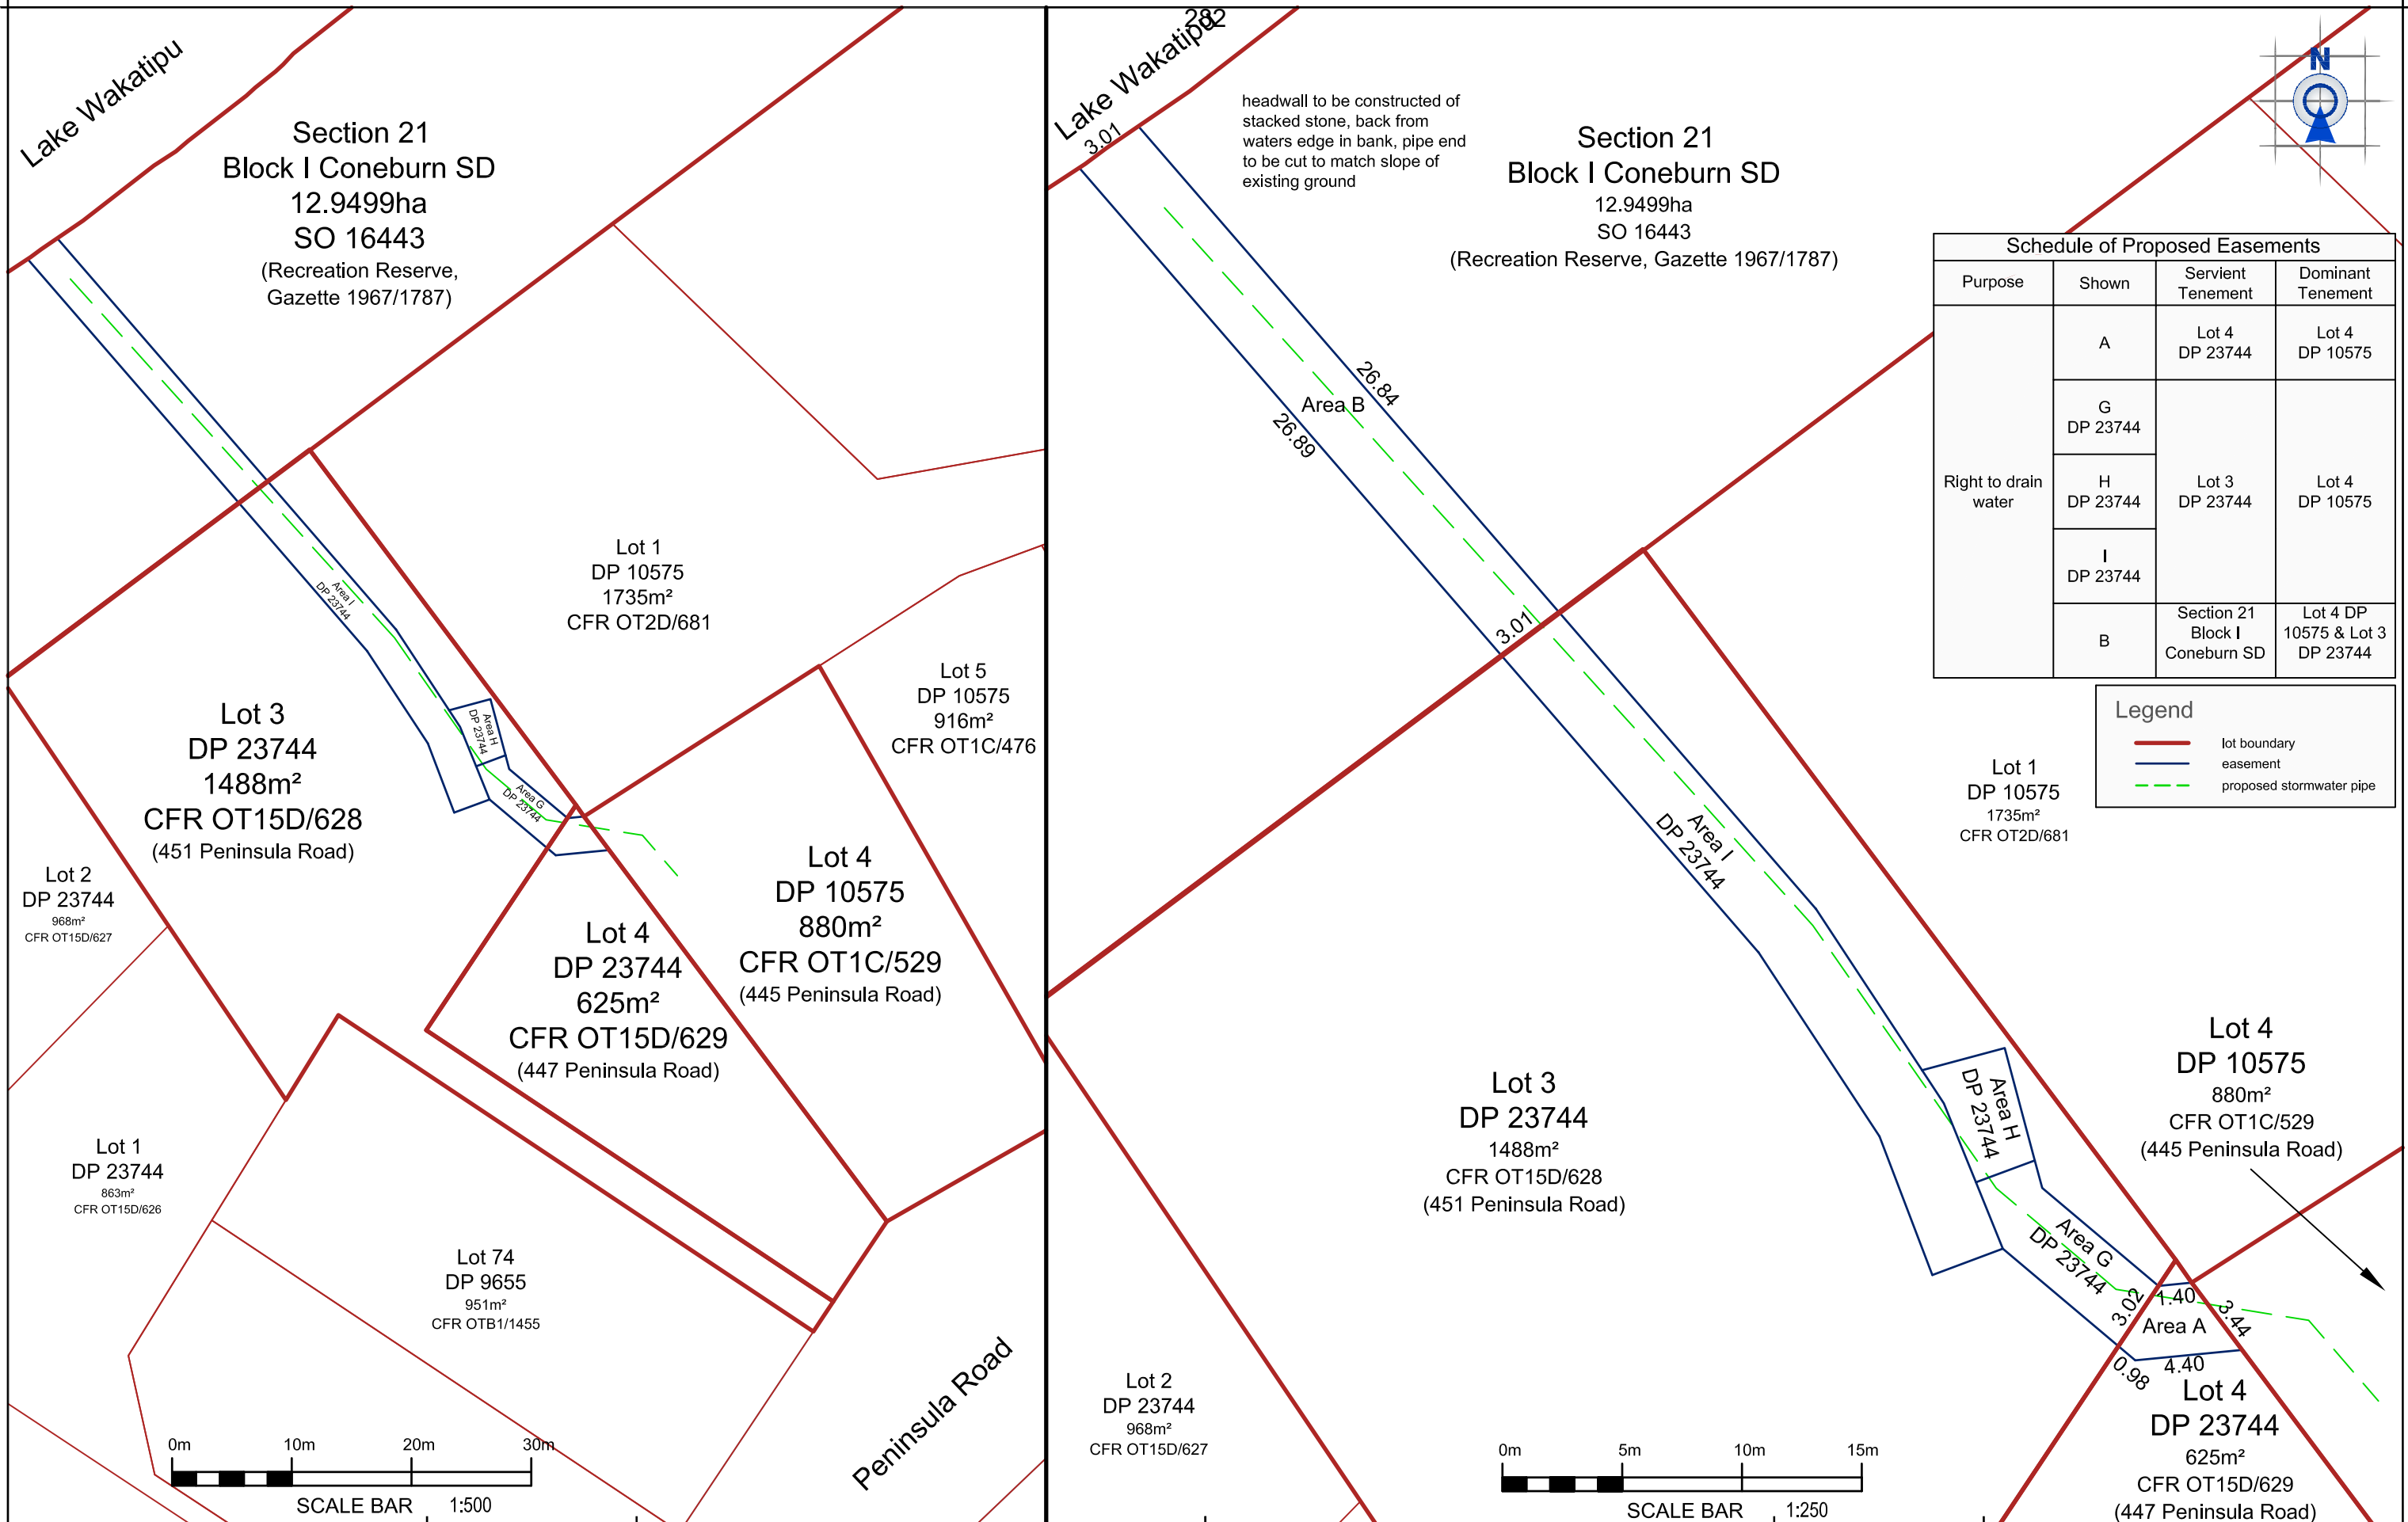 282
Lake Wakatipu
Section 21
Block I Coneburn SD
12.9499ha
SO 16443
(Recreation Reserve,
Gazette 1967/1787)
Area I
DP 23744
Lot 1
DP 10575
1735m²
CFR OT2D/681
Lot 5
DP 10575
916m²
CFR OT1C/476
Area H
DP 23744
Area G
DP 23744
Lot 3
DP 23744
1488m²
CFR OT15D/628
(451 Peninsula Road)
Lot 2
DP 23744
968m²
CFR OT15D/627
Lot 4
DP 10575
880m²
CFR OT1C/529
(445 Peninsula Road)
Lot 4
DP 23744
625m²
CFR OT15D/629
(447 Peninsula Road)
Lot 1
DP 23744
863m²
CFR OT15D/626
Lot 74
DP 9655
951m²
CFR OTB1/1455
Peninsula Road
0m 10m 20m 30m
SCALE BAR 1:500
Lake Wakatipu
3.01
headwall to be constructed of
stacked stone, back from
waters edge in bank, pipe end
to be cut to match slope of
existing ground
Section 21
Block I Coneburn SD
12.9499ha
SO 16443
(Recreation Reserve, Gazette 1967/1787)
N
Schedule of Proposed Easements
Purpose Shown Servient Tenement Dominant Tenement
Right to drain water
A Lot 4 DP 23744 Lot 4 DP 10575
G DP 23744
H DP 23744 Lot 3 DP 23744 Lot 4 DP 10575
I DP 23744
B Section 21 Block I Coneburn SD Lot 4 DP 10575 & Lot 3 DP 23744
Legend
lot boundary
easement
proposed stormwater pipe
26.84
Area B
26.89
3.01
Area I
DP 23744
Lot 1
DP 10575
1735m²
CFR OT2D/681
Lot 4
DP 10575
880m²
CFR OT1C/529
(445 Peninsula Road)
Lot 3
DP 23744
1488m²
CFR OT15D/628
(451 Peninsula Road)
Area H
DP 23744
Area G
DP 23744
3.02
1.40
3.44
Area A
0.98
4.40
Lot 2
DP 23744
968m²
CFR OT15D/627
Lot 4
DP 23744
625m²
CFR OT15D/629
(447 Peninsula Road)
0m 5m 10m 15m
SCALE BAR 1:250